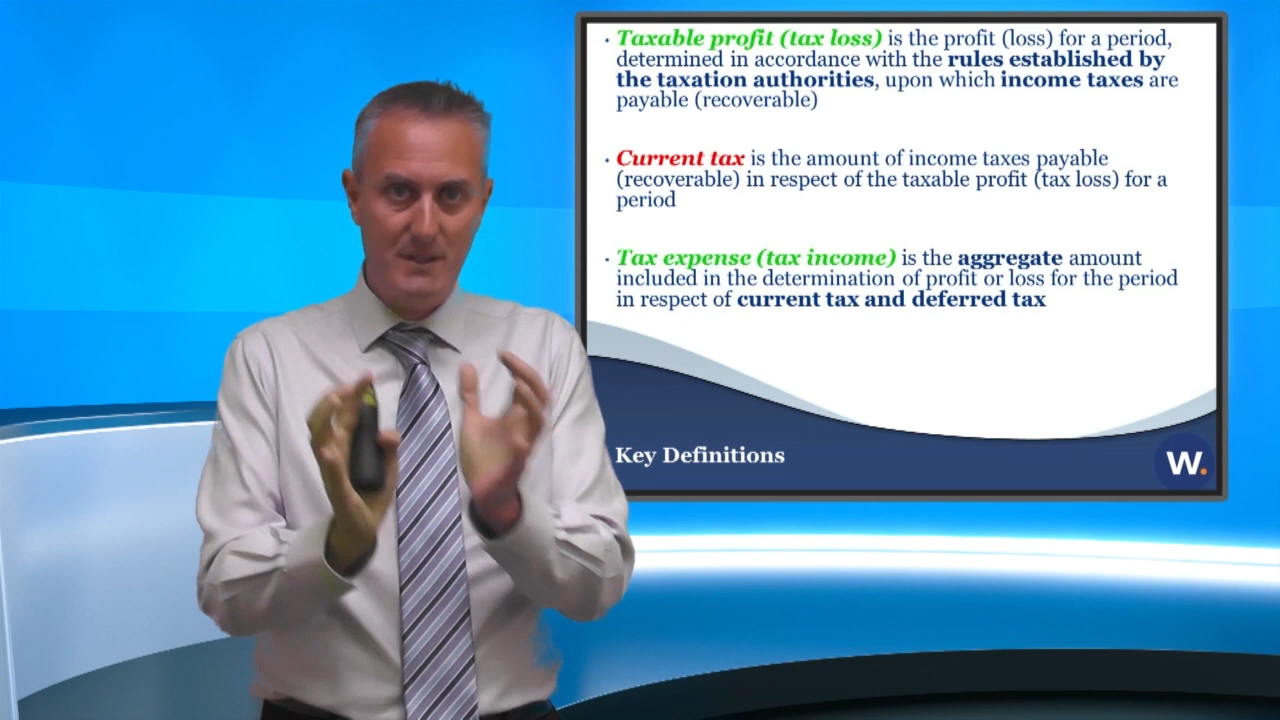 · Taxable profit (tax loss) is the profit (loss) for a period,
determined in accordance with the rules established by
the taxation authorities, upon which income taxes are
payable (recoverable)
· Current tax is the amount of income taxes payable
(recoverable) in respect of the taxable profit (tax loss) for a
period
· Tax expense (tax income) is the aggregate amount
included in the determination of profit or loss for the period
in respect of current tax and deferred tax
Key Definitions
W.